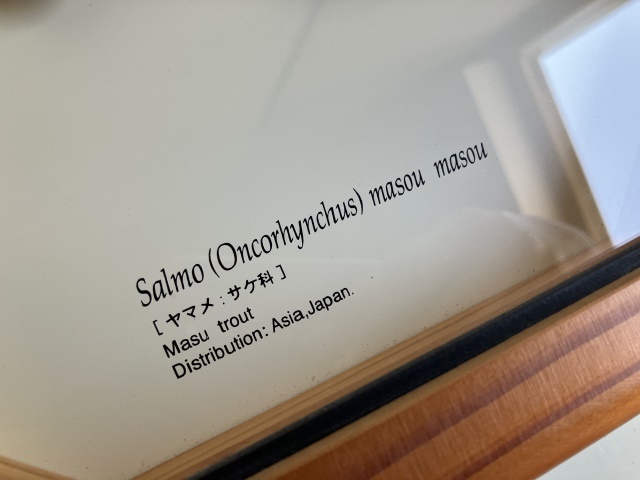 Salmo (Oncorhynchus) masou masou
[ヤマメ:サケ科]
Masu trout
Distribution: Asia,Japan.